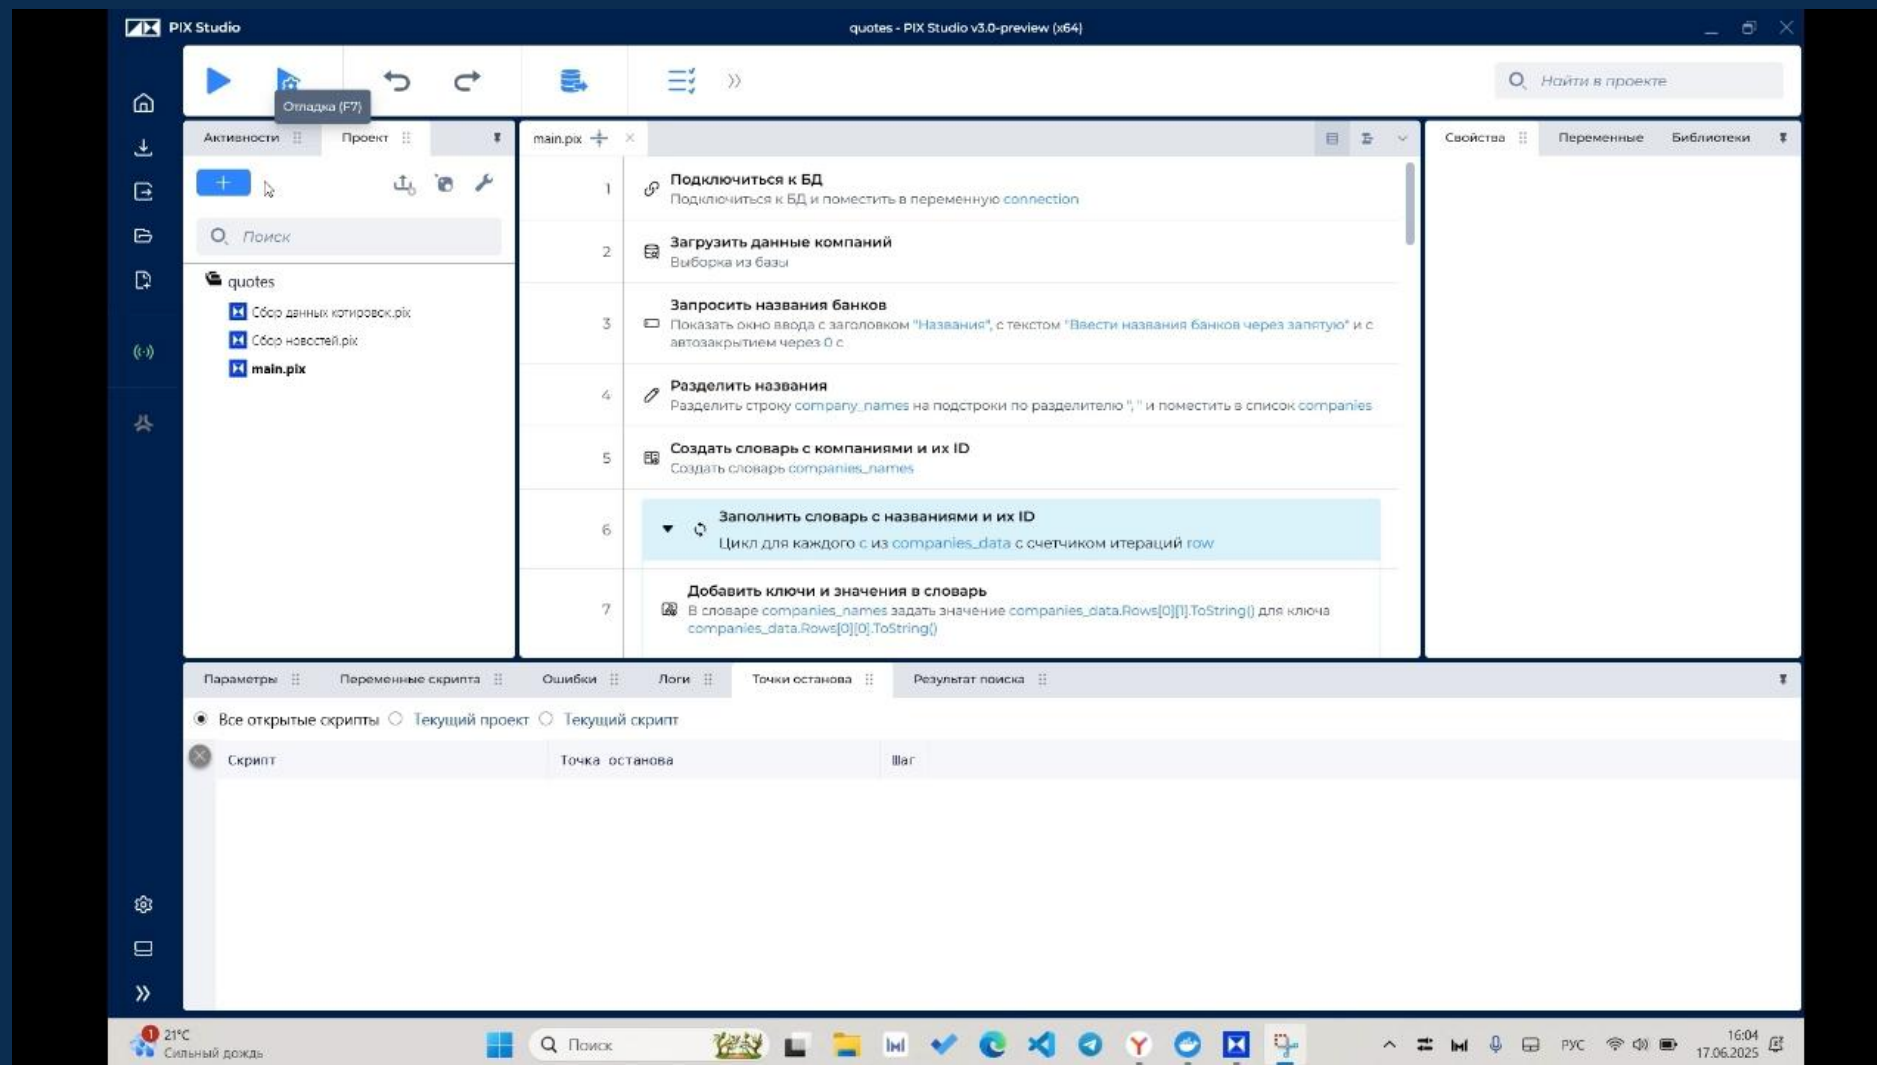 PIX Studio
quotes - PIX Studio v3.0-preview (x64)
Найти в проекте
Отладка (F7)
Активности
Проект
main.pix
Свойства
Переменные
Библиотеки
Поиск
quotes
Сбор данных котировок.pix
Сбор новостей.pix
main.pix
1
Подключиться к БД
Подключиться к БД и поместить в переменную connection
2
Загрузить данные компаний
Выборка из базы
3
Запросить названия банков
Показать окно ввода с заголовком "Названия", с текстом "Ввести названия банков через запятую" и с
автозакрытием через 0 с
4
Разделить названия
Разделить строку company_names на подстроки по разделителю ", " и поместить в список companies
5
Создать словарь с компаниями и их ID
Создать словарь companies_names
6
Заполнить словарь с названиями и их ID
Цикл для каждого c из companies_data с счетчиком итераций row
7
Добавить ключи и значения в словарь
В словаре companies_names задать значение companies_data.Rows[0][1].ToString() для ключа
companies_data.Rows[0][0].ToString()
Параметры
Переменные скрипта
Ошибки
Логи
Точки останова
Результат поиска
Все открытые скрипты
Текущий проект
Текущий скрипт
Скрипт
Точка останова
Шаг
1
21°C
Сильный дождь
Поиск
РУС
16:04
17.06.2025